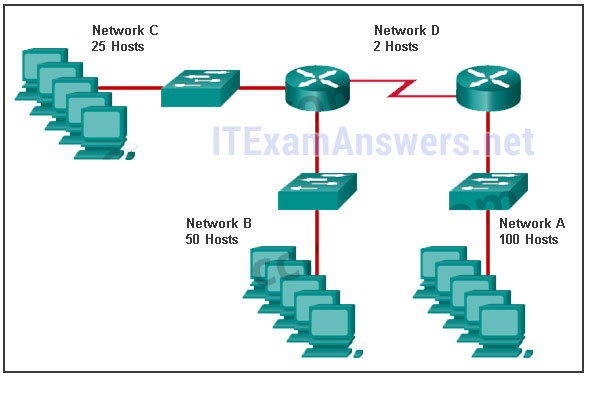 Network C
25 Hosts
Network D
2 Hosts
ITExamAnswers.net
Network B
50 Hosts
Network A
100 Hosts